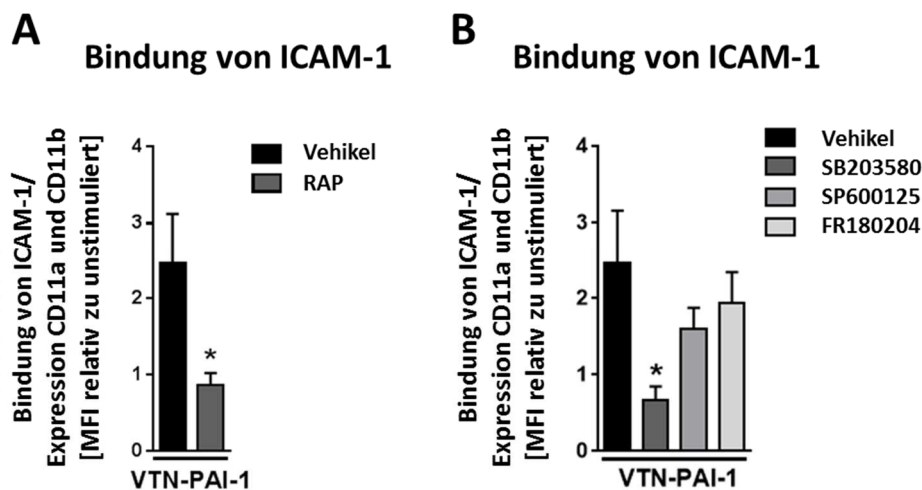 A
Bindung von ICAM-1
Bindung von ICAM-1/
Expression CD11a und CD11b
[MFI relativ zu unstimuliert]
4
3
2
1
0
Vehikel
RAP
*
VTN-PAI-1
B
Bindung von ICAM-1
Bindung von ICAM-1/
Expression CD11a und CD11b
[MFI relativ zu unstimuliert]
4
3
2
1
0
Vehikel
SB203580
SP600125
FR180204
*
VTN-PAI-1